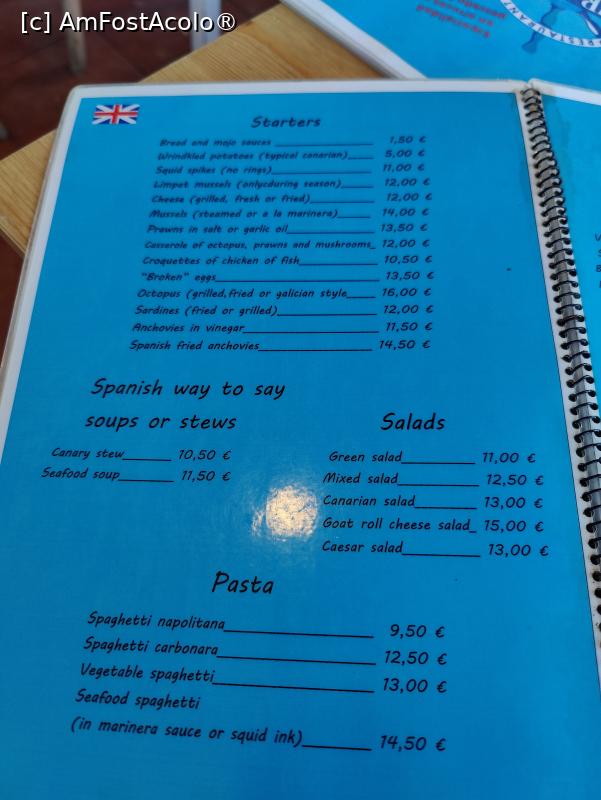 [c] AmFostAcolo®
RESTAURANT
Especialidad
en pescado
Starters
Bread and mojo sauces 1,50 €
Wrindkled potatoes (typical canarian) 5,00 €
Squid spikes (no rings) 11,00 €
Limpet mussels (onlycduring season) 12,00 €
Cheese (grilled, fresh or fried) 12,00 €
Mussels (steamed or a la marinera) 14,00 €
Prawns in salt or garlic oil 13,50 €
Casserole of octopus, prawns and mushrooms 12,00 €
Croquettes of chicken of fish 10,50 €
"Broken" eggs 13,50 €
Octopus (grilled,fried or galician style 16,00 €
Sardines (fried or grilled) 12,00 €
Anchovies in vinegar 11,50 €
Spanish fried anchovies 14,50 €
Spanish way to say
soups or stews
Canary stew 10,50 €
Seafood soup 11,50 €
Salads
Green salad 11,00 €
Mixed salad 12,50 €
Canarian salad 13,00 €
Goat roll cheese salad 15,00 €
Caesar salad 13,00 €
Pasta
Spaghetti napolitana 9,50 €
Spaghetti carbonara 12,50 €
Vegetable spaghetti 13,00 €
Seafood spaghetti
(in marinera sauce or squid ink) 14,50 €